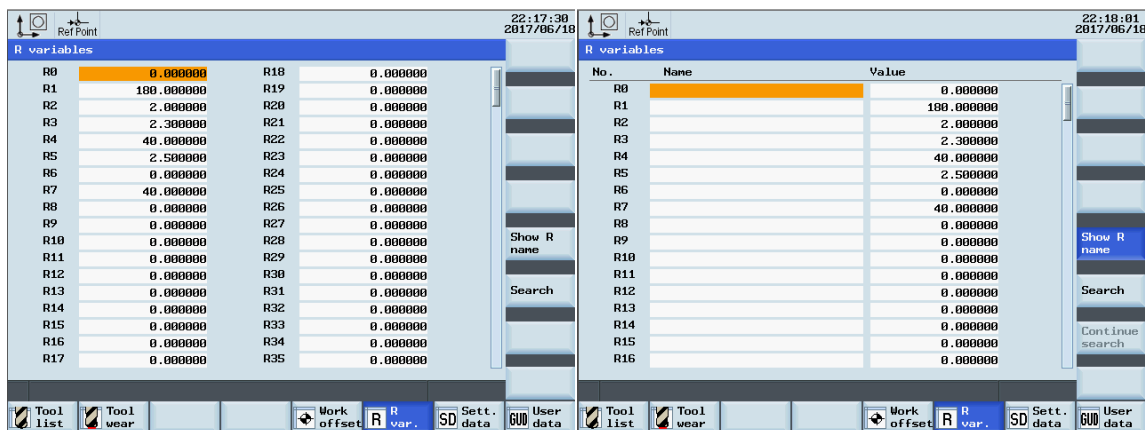 Ref Point
22:17:30
2017/06/18
R variables
R0 0.000000 R18 0.000000
R1 180.000000 R19 0.000000
R2 2.000000 R20 0.000000
R3 2.300000 R21 0.000000
R4 40.000000 R22 0.000000
R5 2.500000 R23 0.000000
R6 0.000000 R24 0.000000
R7 40.000000 R25 0.000000
R8 0.000000 R26 0.000000
R9 0.000000 R27 0.000000
R10 0.000000 R28 0.000000
R11 0.000000 R29 0.000000
R12 0.000000 R30 0.000000
R13 0.000000 R31 0.000000
R14 0.000000 R32 0.000000
R15 0.000000 R33 0.000000
R16 0.000000 R34 0.000000
R17 0.000000 R35 0.000000
Show R
name
Search
Tool
list
Tool
wear
Work
offset
R
R
var.
SD
Sett.
data
GUD
User
data
Ref Point
22:18:01
2017/06/18
R variables
No. Name Value
R0 0.000000
R1 180.000000
R2 2.000000
R3 2.300000
R4 40.000000
R5 2.500000
R6 0.000000
R7 40.000000
R8 0.000000
R9 0.000000
R10 0.000000
R11 0.000000
R12 0.000000
R13 0.000000
R14 0.000000
R15 0.000000
R16 0.000000
Show R
name
Search
Continue
search
Tool
list
Tool
wear
Work
offset
R
R
var.
SD
Sett.
data
GUD
User
data